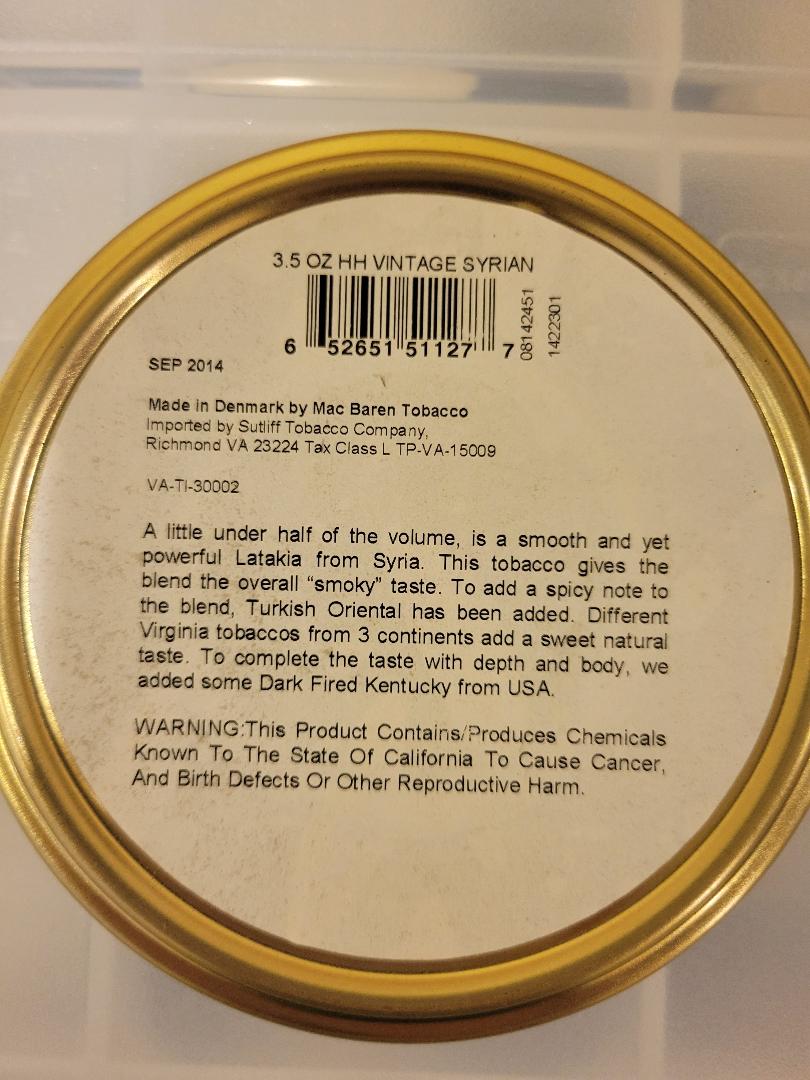 3.5 OZ HH VINTAGE SYRIAN
6 52651 51127 7
08142451
1422301
SEP 2014
Made in Denmark by Mac Baren Tobacco
Imported by Sutliff Tobacco Company,
Richmond VA 23224 Tax Class L TP-VA-15009
VA-TI-30002
A little under half of the volume, is a smooth and yet
powerful Latakia from Syria. This tobacco gives the
blend the overall “smoky” taste. To add a spicy note to
the blend, Turkish Oriental has been added. Different
Virginia tobaccos from 3 continents add a sweet natural
taste. To complete the taste with depth and body, we
added some Dark Fired Kentucky from USA.
WARNING:This Product Contains/Produces Chemicals
Known To The State Of California To Cause Cancer,
And Birth Defects Or Other Reproductive Harm.